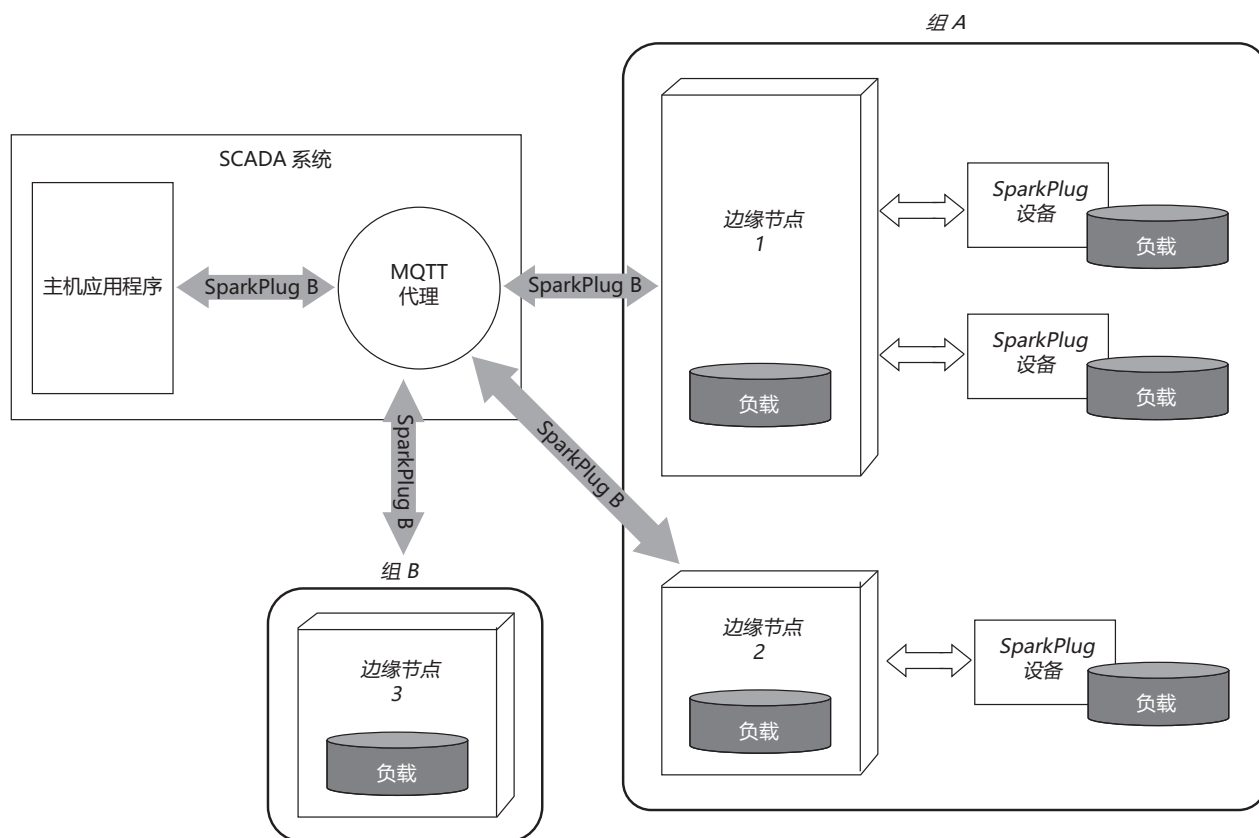 组 A
SCADA 系统
主机应用程序
SparkPlug B
MQTT
代理
SparkPlug B
边缘节点
1
负载
SparkPlug
设备
负载
SparkPlug
设备
负载
SparkPlug B
SparkPlug B
组 B
边缘节点
3
负载
边缘节点
2
负载
SparkPlug
设备
负载